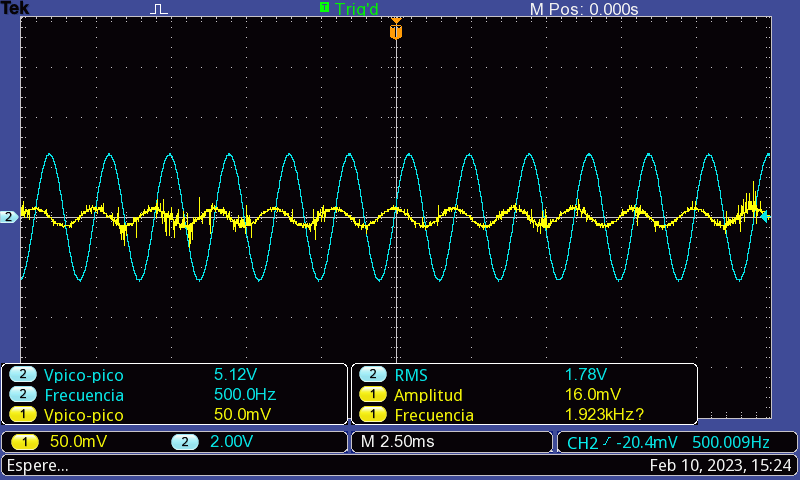 Tek T Trig'd M Pos: 0.000s
T
2
2 Vpico-pico 5.12V 2 RMS 1.78V
2 Frecuencia 500.0Hz 1 Amplitud 16.0mV
1 Vpico-pico 50.0mV 1 Frecuencia 1.923kHz?
1 50.0mV 2 2.00V M 2.50ms CH2 -20.4mV 500.009Hz
Espere... Feb 10, 2023, 15:24